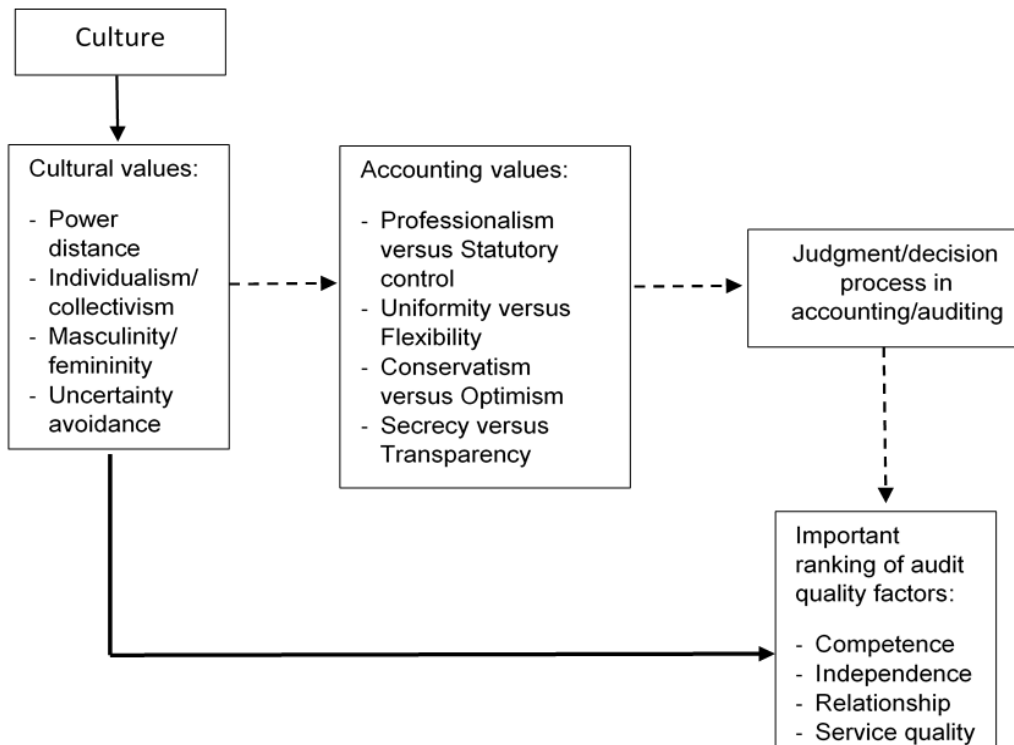 Culture
Cultural values:
- Power
distance
- Individualism/
collectivism
- Masculinity/
femininity
- Uncertainty
avoidance
Accounting values:
- Professionalism
versus Statutory
control
- Uniformity versus
Flexibility
- Conservatism
versus Optimism
- Secrecy versus
Transparency
Judgment/decision
process in
accounting/auditing
Important
ranking of audit
quality factors:
- Competence
- Independence
- Relationship
- Service quality